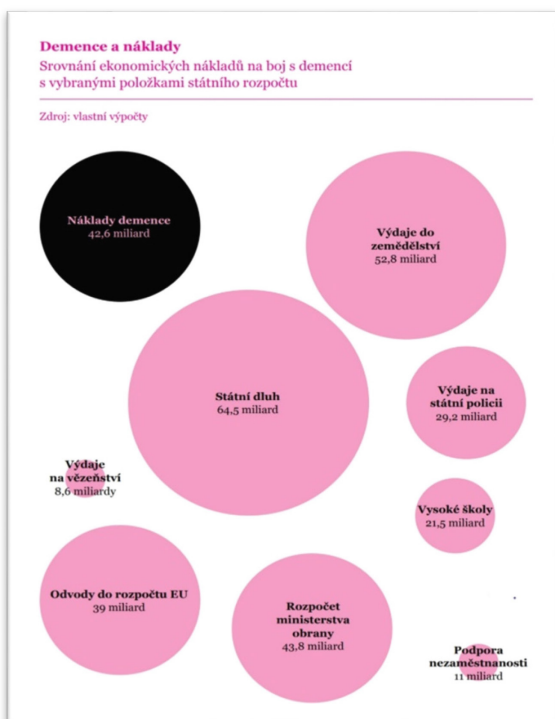 Demence a náklady
Srovnání ekonomických nákladů na boj s demencí
s vybranými položkami státního rozpočtu
Zdroj: vlastní výpočty
Náklady demence
42,6 miliard
Výdaje do
zemědělství
52,8 miliard
Státní dluh
64,5 miliard
Výdaje na
státní policii
29,2 miliard
Výdaje
na vězeňství
8,6 miliardy
Vysoké školy
21,5 miliard
Odvody do rozpočtu EU
39 miliard
Rozpočet
ministerstva
obrany
43,8 miliard
Podpora
nezaměstnanosti
11 miliard